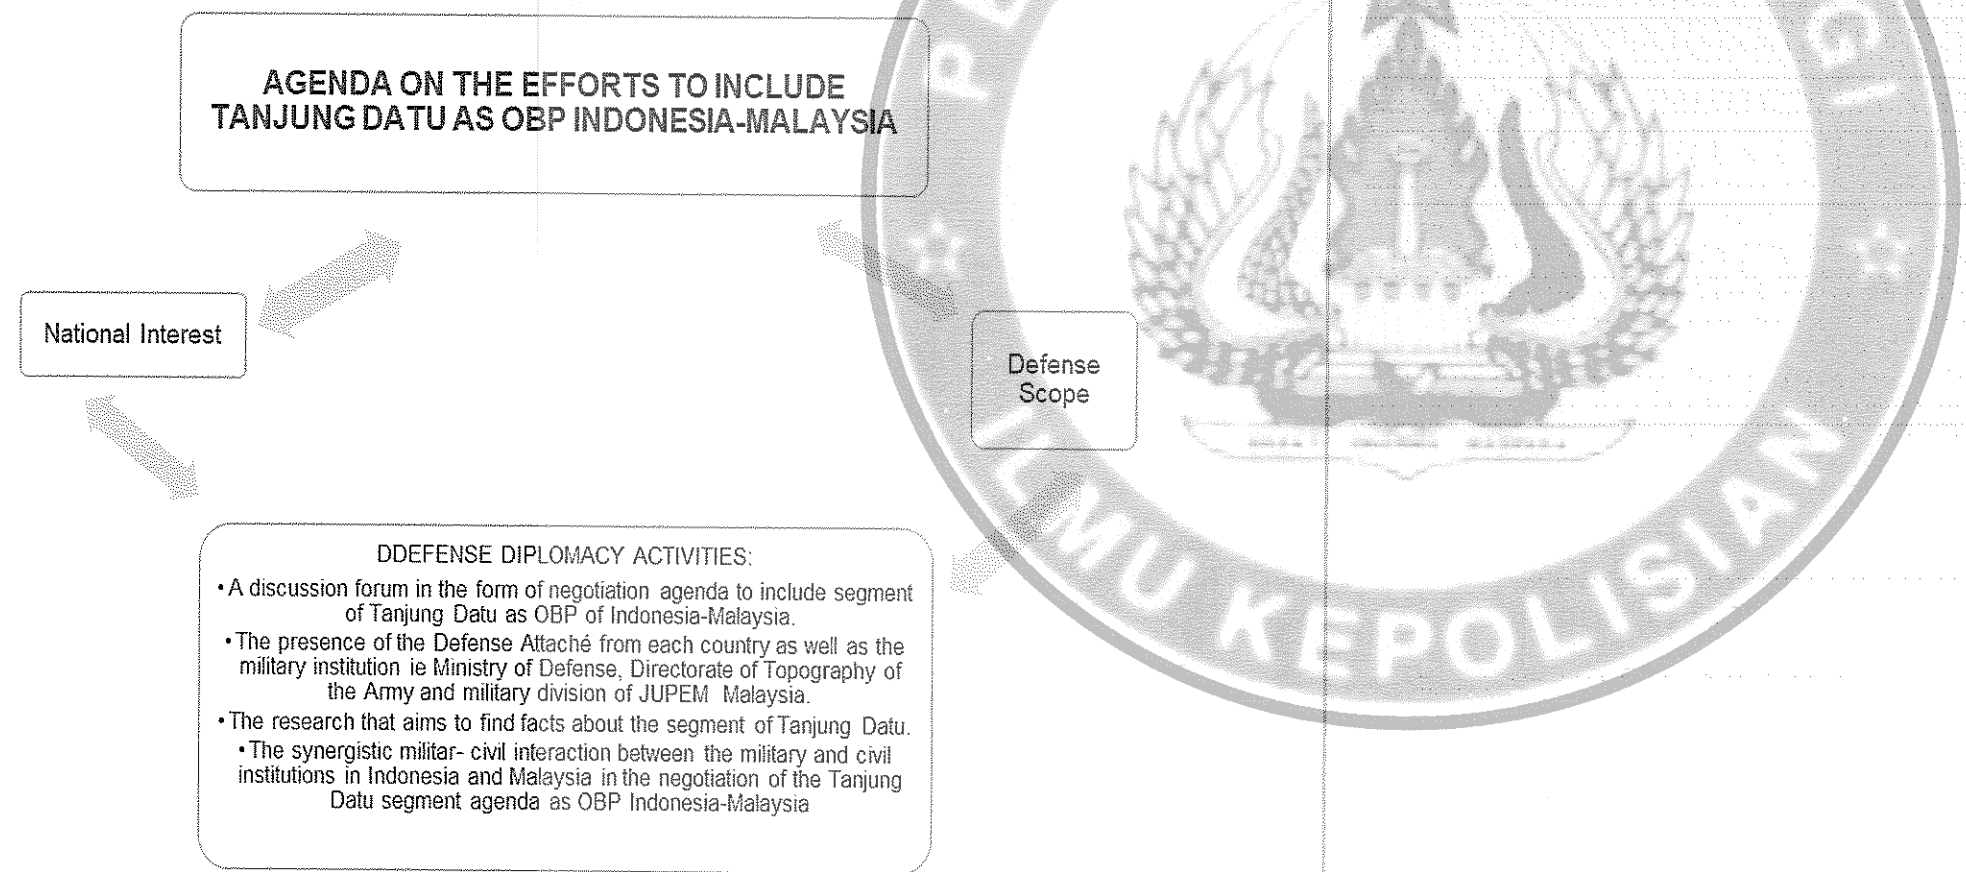 AGENDA ON THE EFFORTS TO INCLUDE
TANJUNG DATU AS OBP INDONESIA-MALAYSIA
National Interest
Defense
Scope
DDEFENSE DIPLOMACY ACTIVITIES:
• A discussion forum in the form of negotiation agenda to include segment
of Tanjung Datu as OBP of Indonesia-Malaysia.
• The presence of the Defense Attaché from each country as well as the
military institution ie Ministry of Defense, Directorate of Topography of
the Army and military division of JUPEM Malaysia.
• The research that aims to find facts about the segment of Tanjung Datu.
• The synergistic militar- civil interaction between the military and civil
institutions in Indonesia and Malaysia in the negotiation of the Tanjung
Datu segment agenda as OBP Indonesia-Malaysia
GI
ILMU KEPOLISIAN